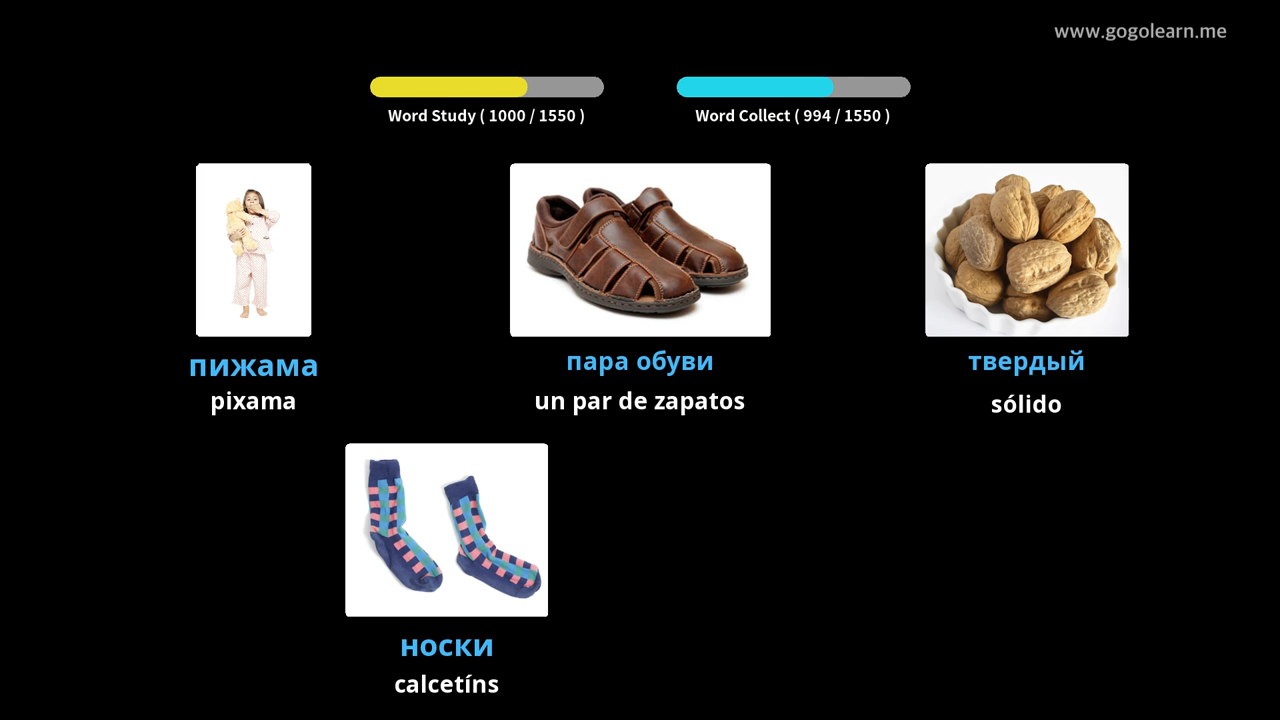 www.gogolearn.me
Word Study ( 1000 / 1550 )
Word Collect ( 994 / 1550 )
пижама
pixama
пара обуви
un par de zapatos
твердый
sólido
носки
calcetíns